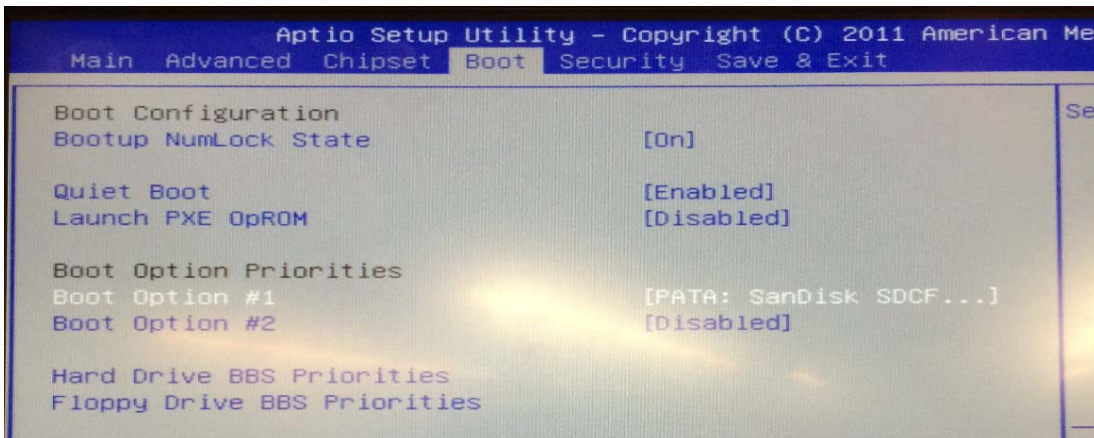 Aptio Setup Utility – Copyright (C) 2011 American
Main Advanced Chipset Boot Security Save & Exit
Boot Configuration
Bootup NumLock State [On]
Quiet Boot [Enabled]
Launch PXE OpROM [Disabled]
Boot Option Priorities
Boot Option #1 [PATA: SanDisk SDCF...]
Boot Option #2 [Disabled]
Hard Drive BBS Priorities
Floppy Drive BBS Priorities